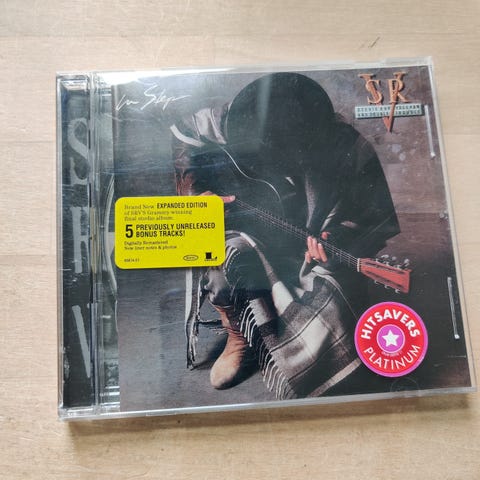 In Step
SRV
STEVIE RAY VAUGHAN
AND DOUBLE TROUBLE
Brand New EXPANDED EDITION
of SRV'S Grammy-winning
final studio album.
5 PREVIOUSLY UNRELEASED
BONUS TRACKS!
Digitally Remastered
New liner notes & photos
HITSAVERS
PLATINUM
S
R
V